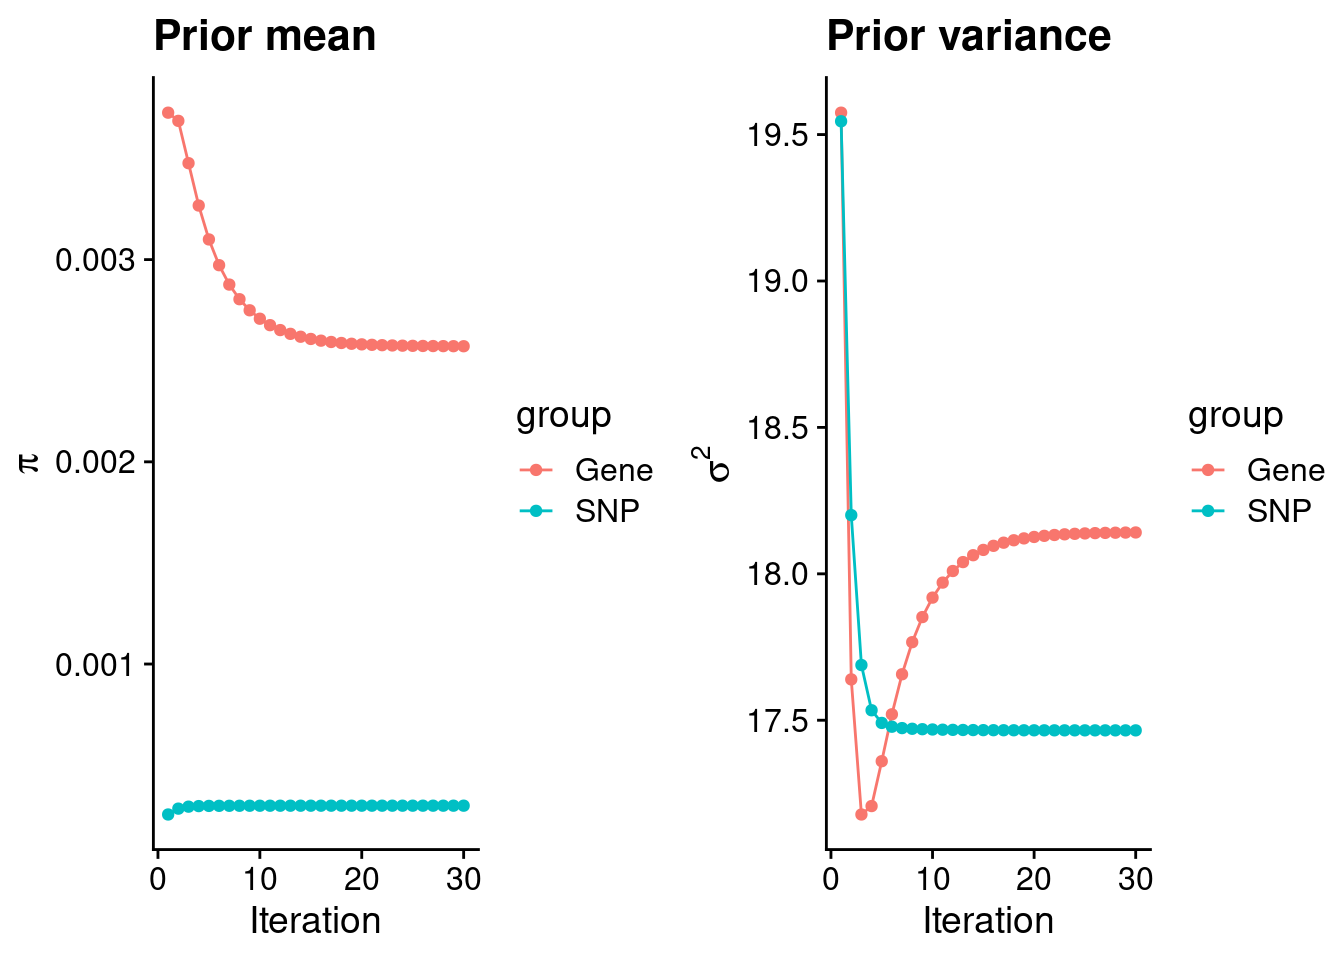 Prior mean
π
0.003
0.002
0.001
0
10
20
30
Iteration
group
Gene
SNP
Prior variance
σ²
19.5
19.0
18.5
18.0
17.5
0
10
20
30
Iteration
group
Gene
SNP